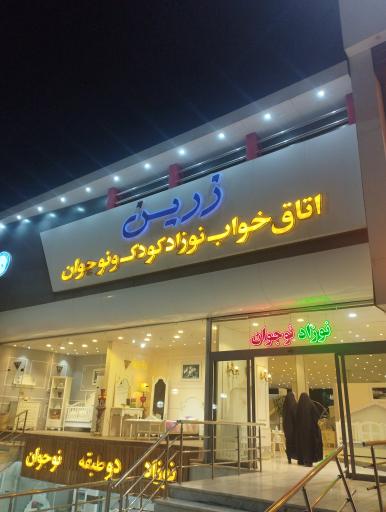 زرین
اتاق خواب نوزاد کودک و نوجوان
نوزاد نوجوان
نوزاد دو طبقه نوجوان